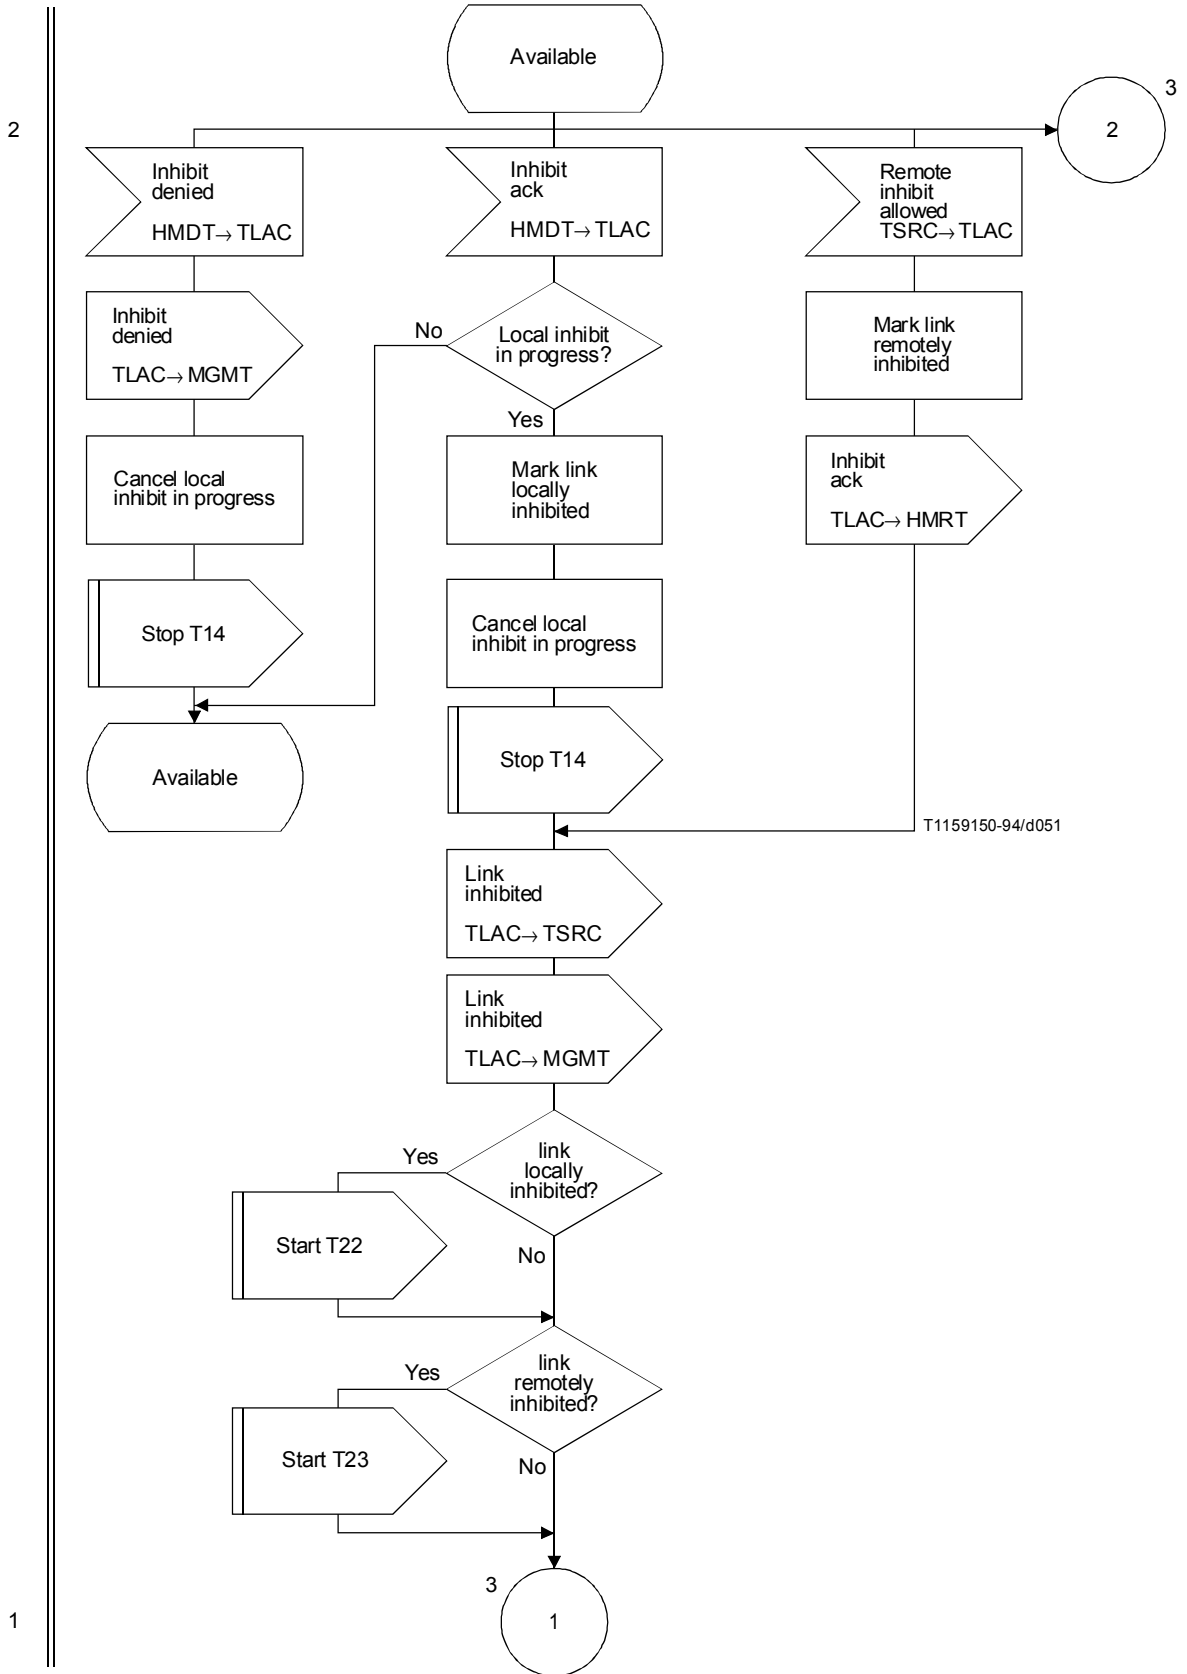 Available
3
2
2
Inhibit
denied
HMDT→TLAC
Inhibit
ack
HMDT→TLAC
Remote
inhibit
allowed
TSRC→TLAC
Inhibit
denied
TLAC→MGMT
No
Local inhibit
in progress?
Yes
Mark link
remotely
inhibited
Cancel local
inhibit in progress
Mark link
locally
inhibited
Inhibit
ack
TLAC→HMRT
Stop T14
Cancel local
inhibit in progress
Available
Stop T14
T1159150-94/d051
Link
inhibited
TLAC→TSRC
Link
inhibited
TLAC→MGMT
Yes
link
locally
inhibited?
Start T22
No
Yes
link
remotely
inhibited?
Start T23
No
3
1
1